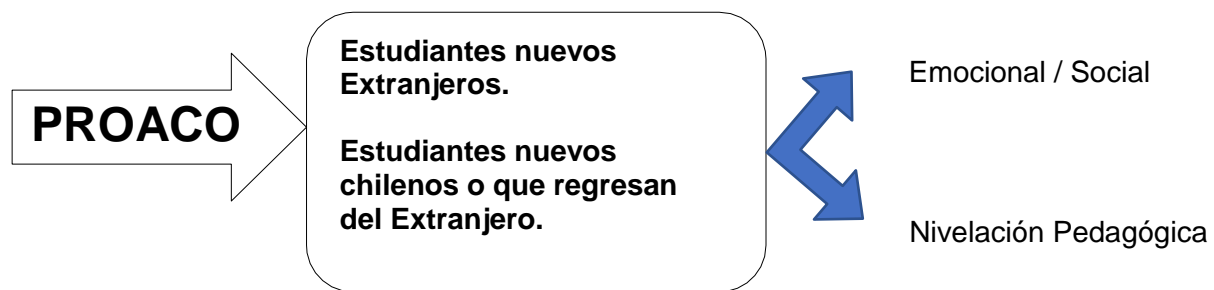 PROACO
Estudiantes nuevos
Extranjeros.
Estudiantes nuevos
chilenos o que regresan
del Extranjero.
Emocional / Social
Nivelación Pedagógica